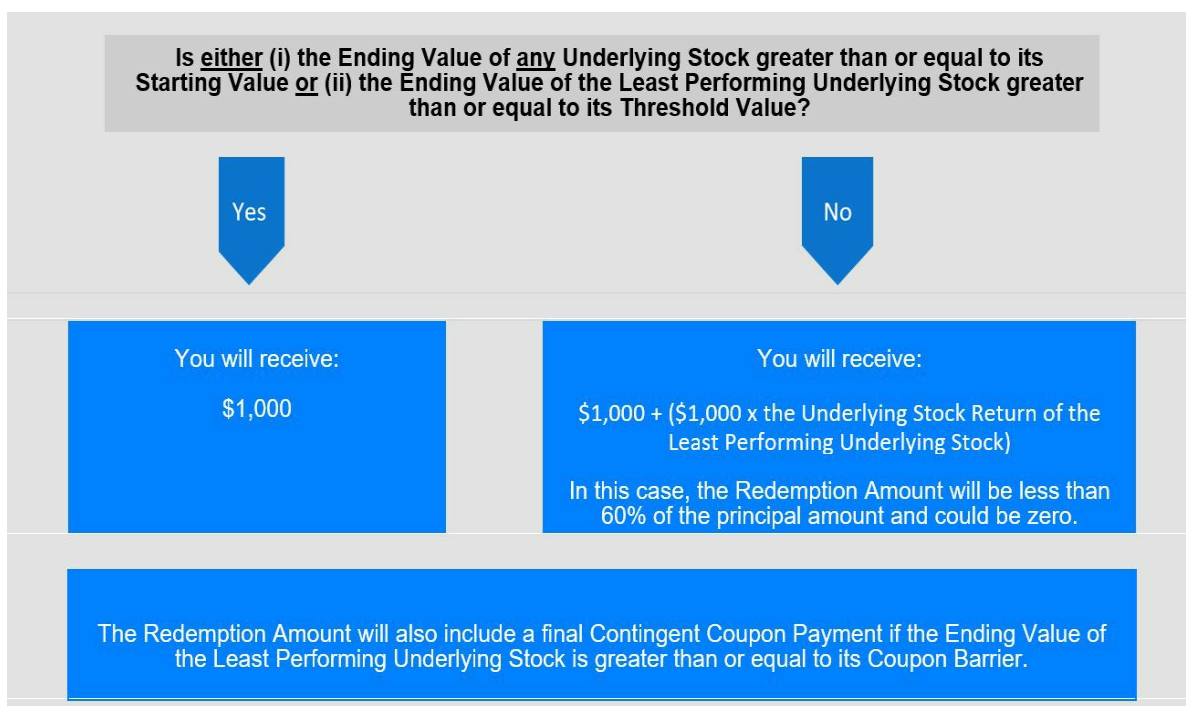 Is either (i) the Ending Value of any Underlying Stock greater than or equal to its
Starting Value or (ii) the Ending Value of the Least Performing Underlying Stock greater
than or equal to its Threshold Value?
Yes
No
You will receive:
$1,000
You will receive:
$1,000 + ($1,000 x the Underlying Stock Return of the
Least Performing Underlying Stock)
In this case, the Redemption Amount will be less than
60% of the principal amount and could be zero.
The Redemption Amount will also include a final Contingent Coupon Payment if the Ending Value of
the Least Performing Underlying Stock is greater than or equal to its Coupon Barrier.